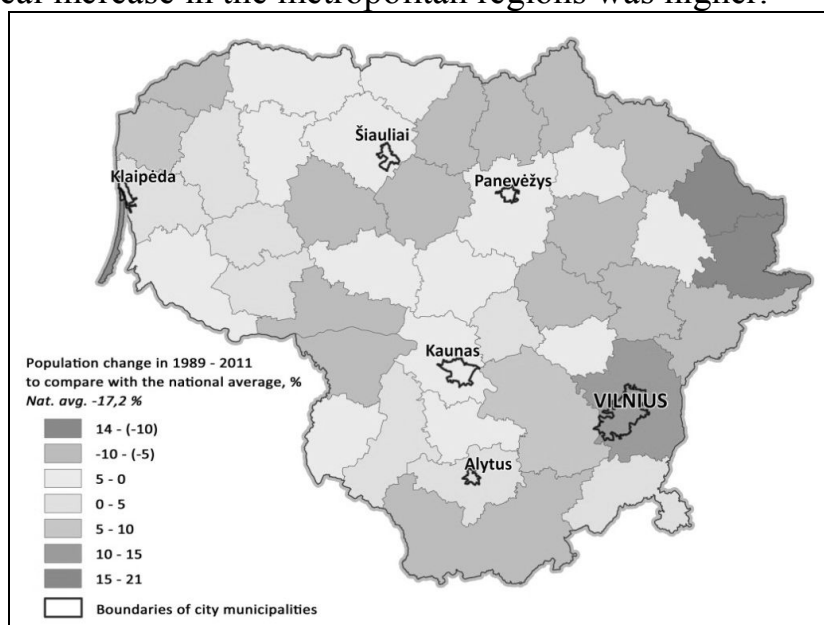 cal increase in the metropolitan regions was higher.
Šiauliai
Klaipėda
Panevėžys
Kaunas
VILNIUS
Alytus
Population change in 1989 - 2011
to compare with the national average, %
Nat. avg. -17,2 %
14 - (-10)
-10 - (-5)
5 - 0
0 - 5
5 - 10
10 - 15
15 - 21
Boundaries of city municipalities